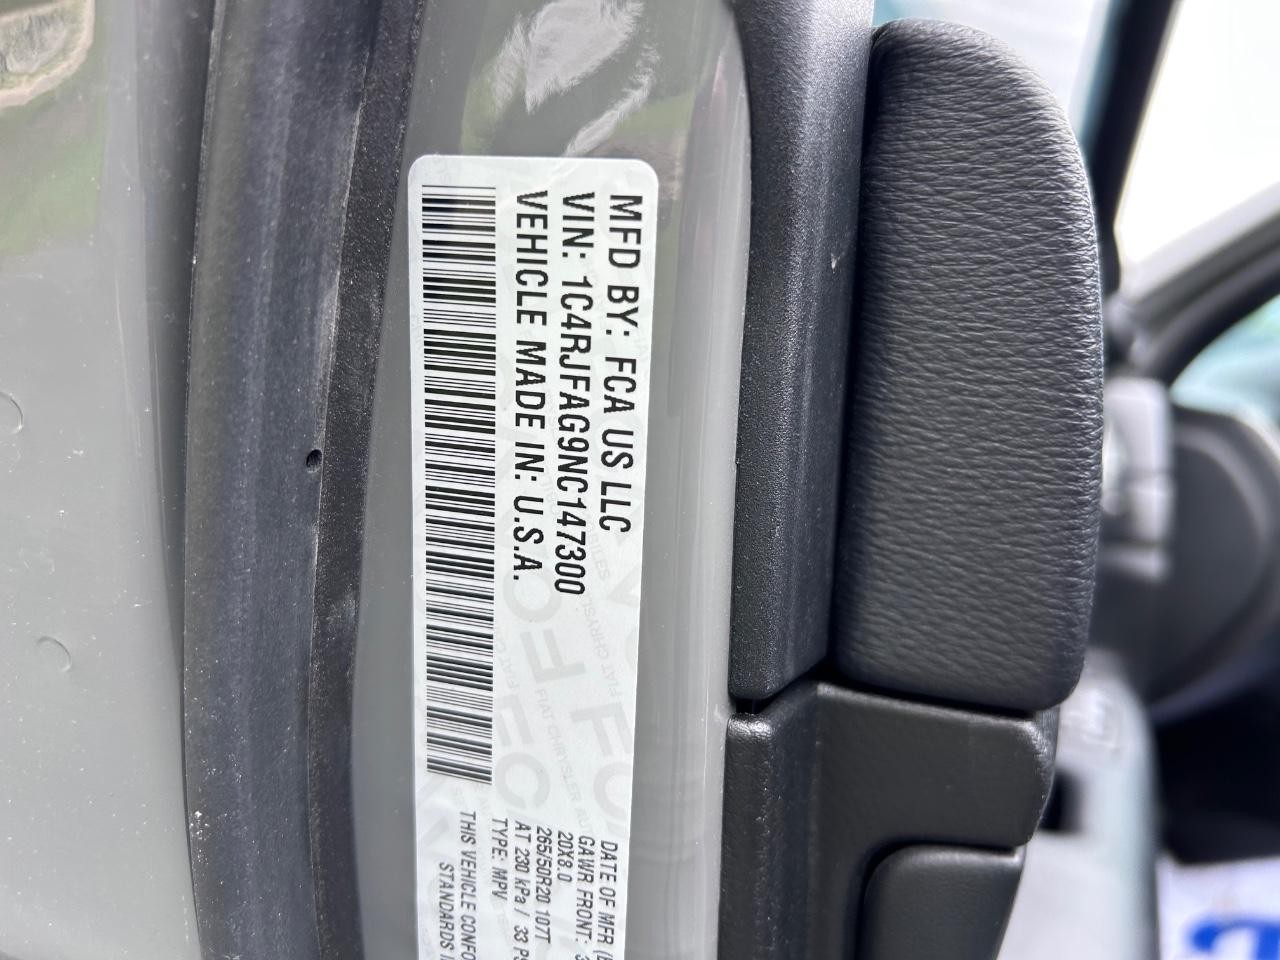 MFD BY: FCA US LLC
VIN: 1C4RJFAG9NC147300
VEHICLE MADE IN: U.S.A.
DATE OF MFR
GAWR FRONT:
20X8.0
265/50R20 107T
AT 230 kPa / 33
TYPE: MPV
THIS VEHICLE
STANDARDS